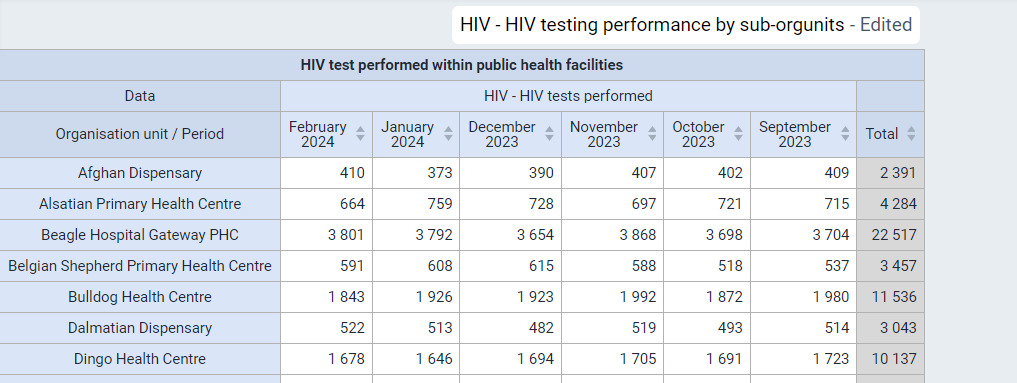 HIV - HIV testing performance by sub-orgunits - Edited
HIV test performed within public health facilities
Data HIV - HIV tests performed
Organisation unit / Period February 2024 January 2024 December 2023 November 2023 October 2023 September 2023 Total
Afghan Dispensary 410 373 390 407 402 409 2 391
Alsatian Primary Health Centre 664 759 728 697 721 715 4 284
Beagle Hospital Gateway PHC 3 801 3 792 3 654 3 868 3 698 3 704 22 517
Belgian Shepherd Primary Health Centre 591 608 615 588 518 537 3 457
Bulldog Health Centre 1 843 1 926 1 923 1 992 1 872 1 980 11 536
Dalmatian Dispensary 522 513 482 519 493 514 3 043
Dingo Health Centre 1 678 1 646 1 694 1 705 1 691 1 723 10 137